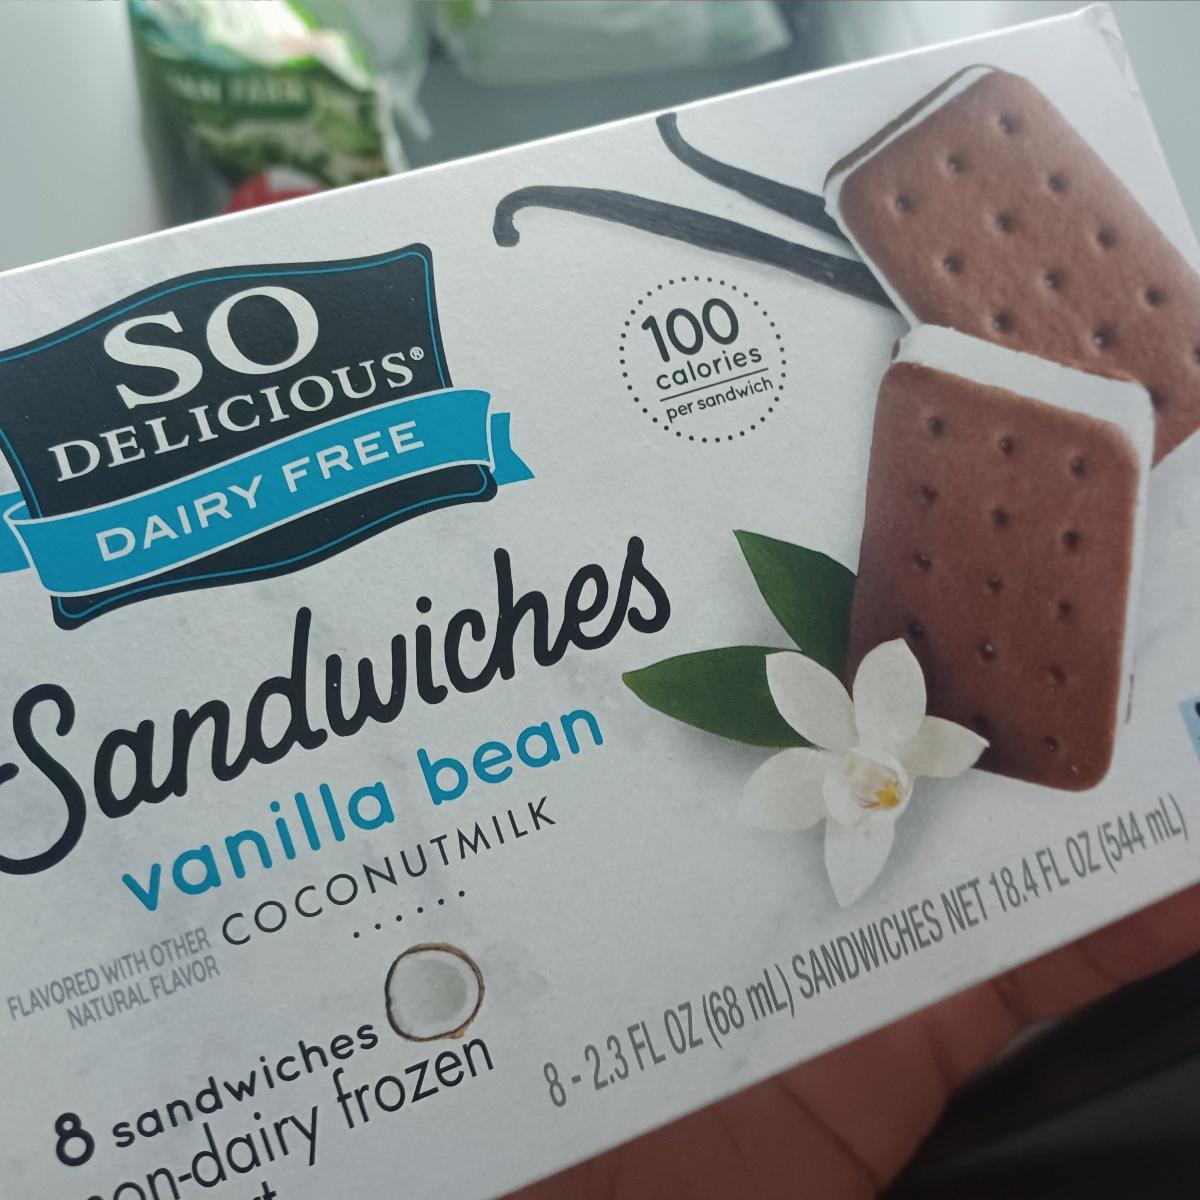 SO
DELICIOUS®
DAIRY FREE
100
calories
per sandwich
Sandwiches
vanilla bean
COCONUTMILK
FLAVORED WITH OTHER
NATURAL FLAVOR
8 sandwiches
non-dairy frozen
8 - 2.3 FL OZ (68 mL) SANDWICHES NET 18.4 FL OZ (544 mL)